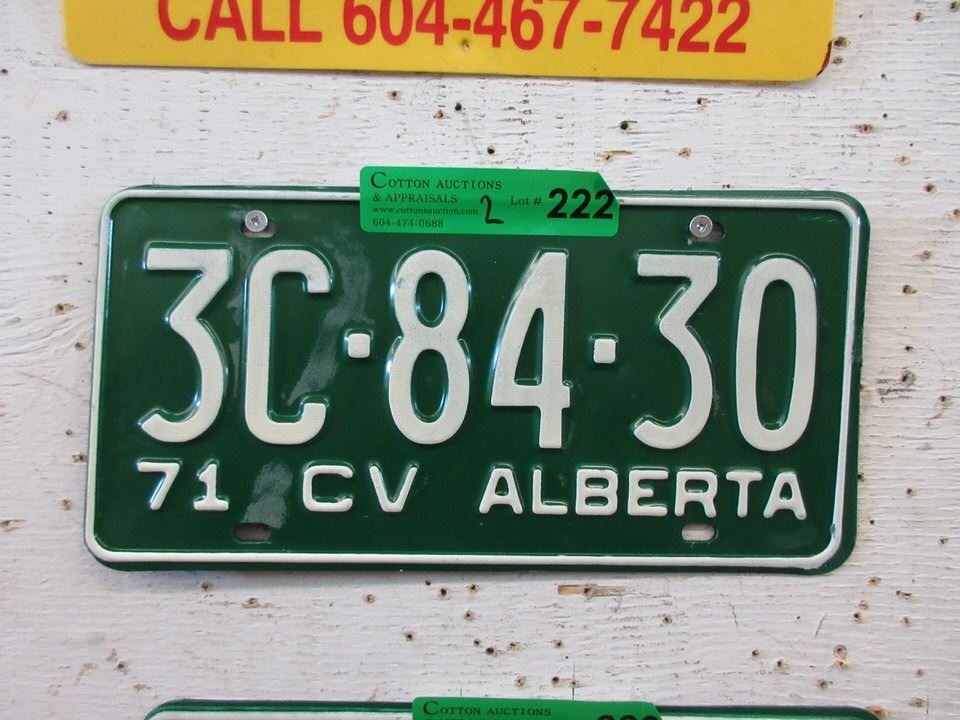 CALL 604-467-7422
COTTON AUCTIONS
& APPRAISALS
www.cottonsauction.com
604-474-0688
2
Lot # 222
3C·84·30
71 CV ALBERTA
COTTON AUCTIONS